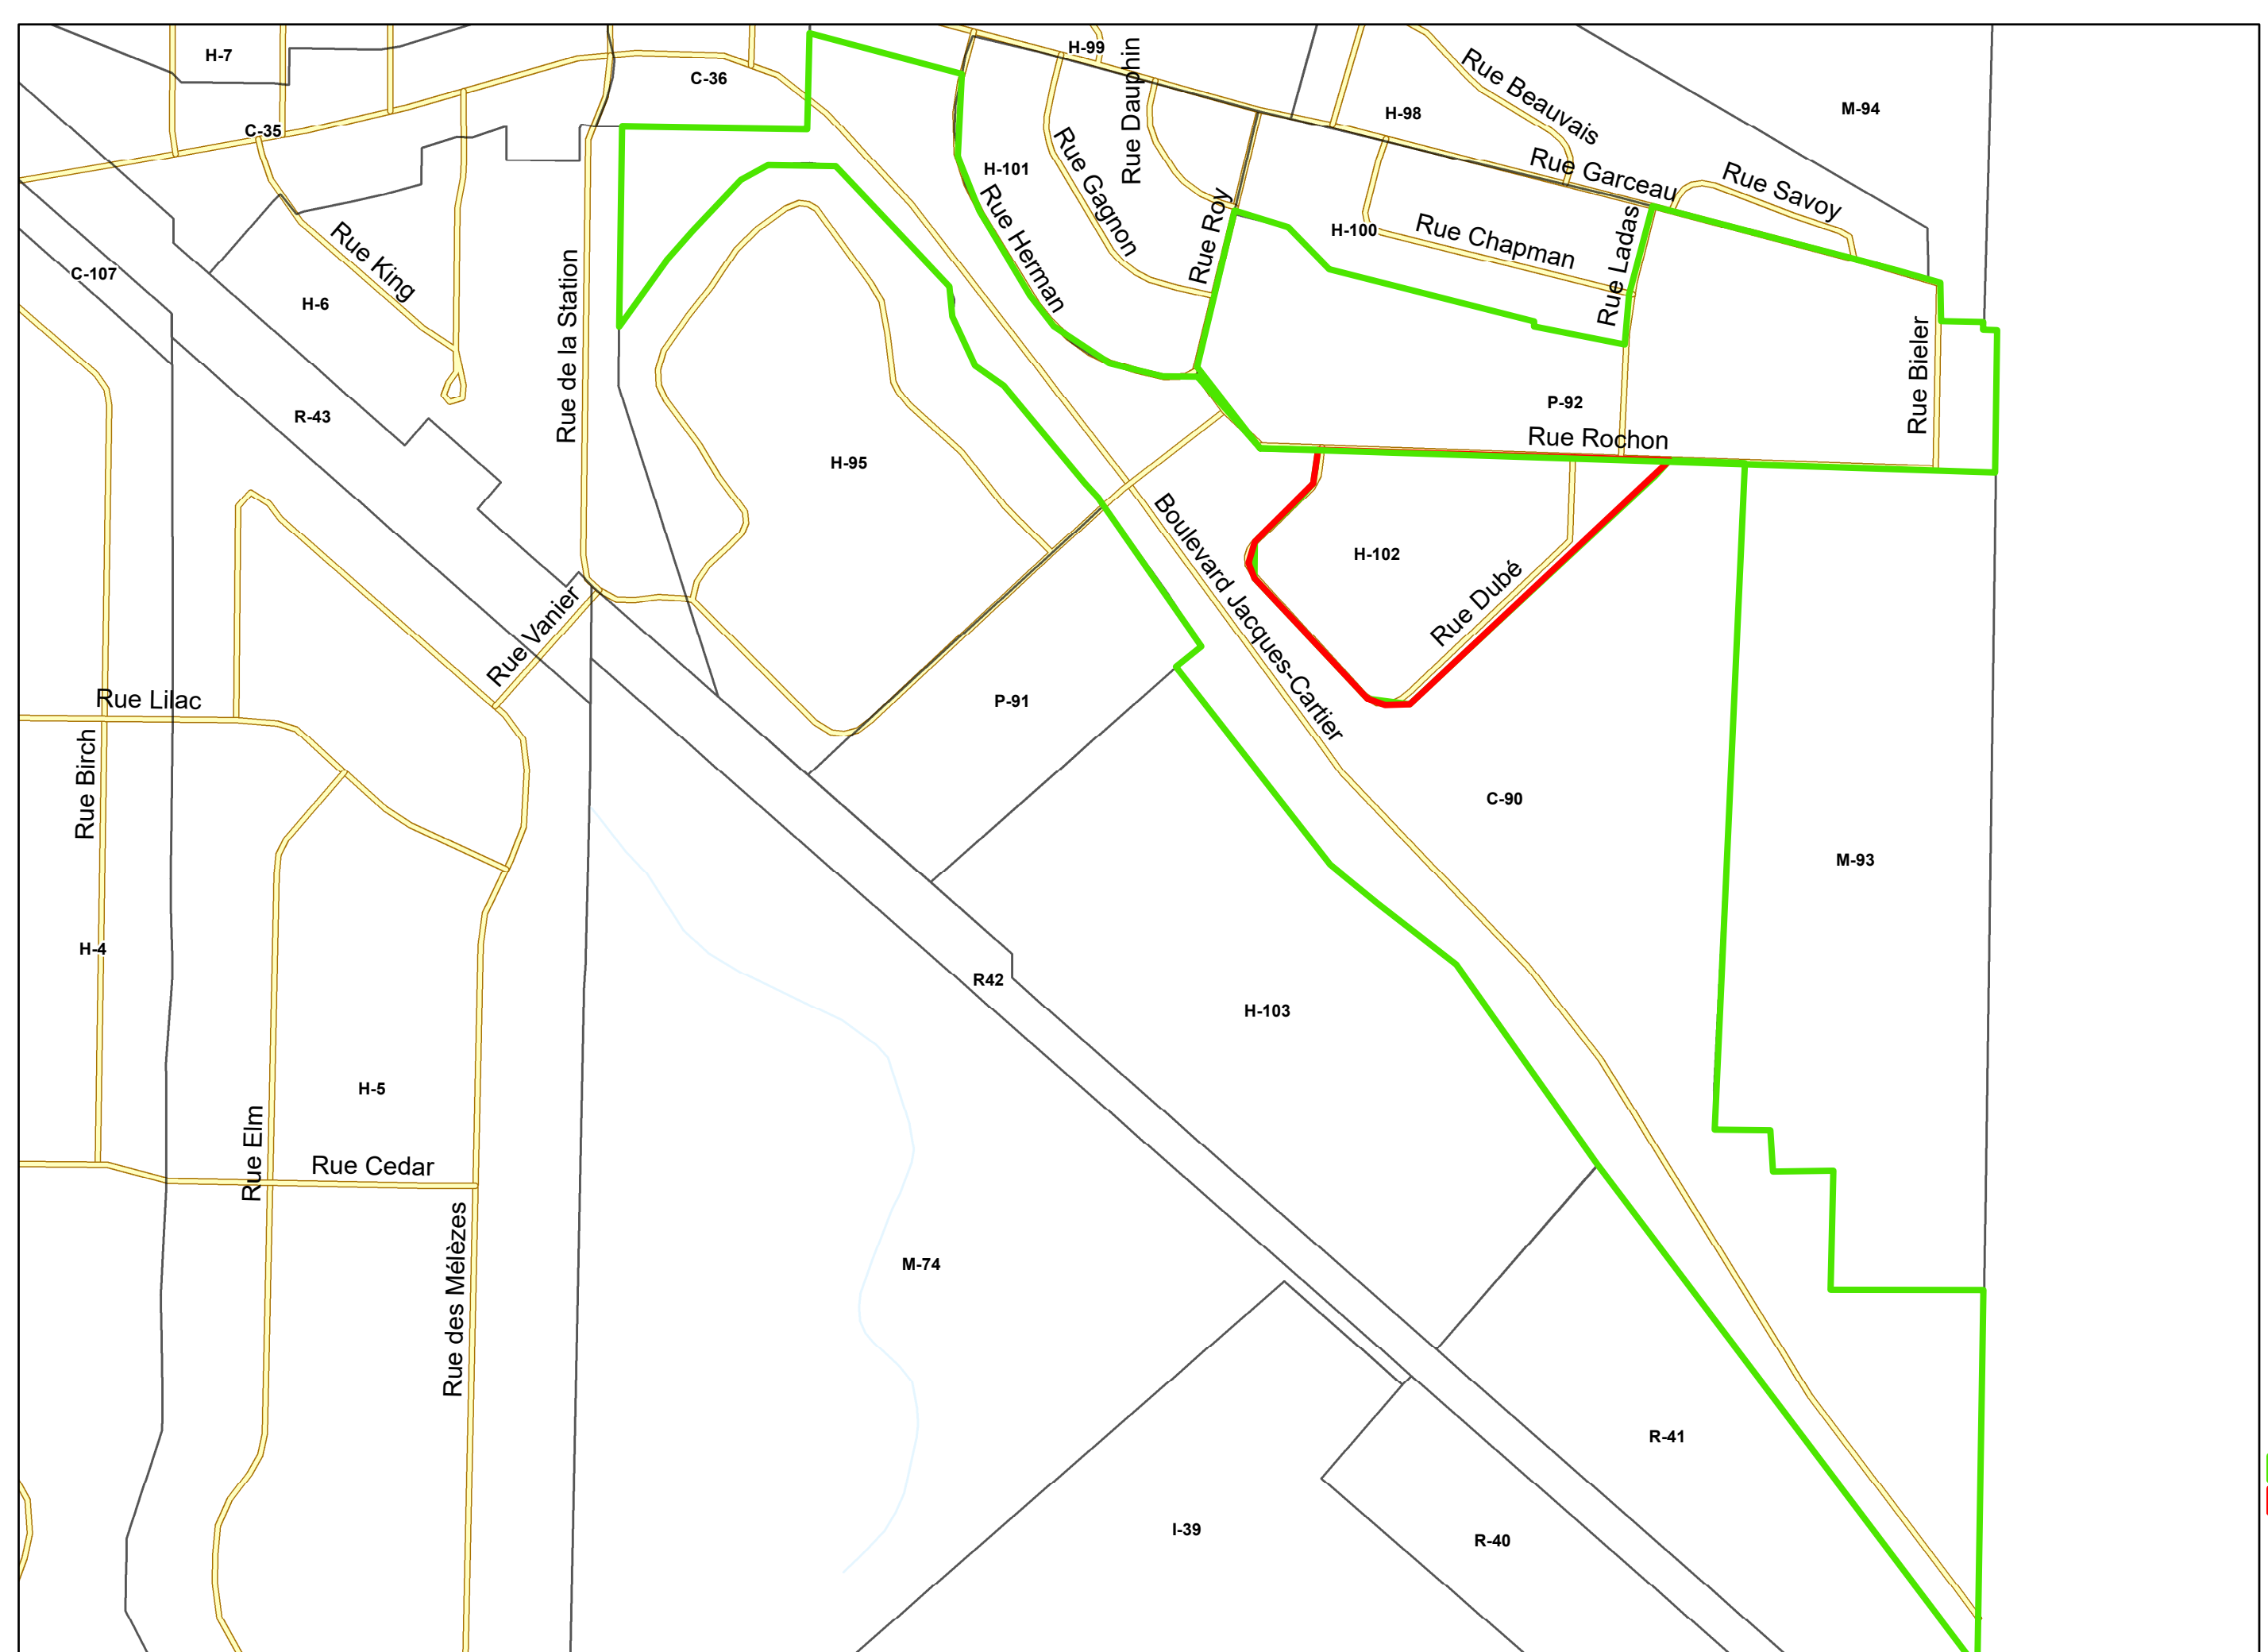 H-99
H-7
C-36
Rue Beauvais
M-94
H-98
Rue Dauphin
C-35
Rue Garceau
H-101
Rue Gagnon
Rue Savoy
Rue Herman
Rue Roy
H-100
Rue Chapman
Rue Ladas
Rue King
C-107
H-6
Rue de la Station
Rue Bieler
P-92
R-43
Rue Rochon
H-95
H-102
Boulevard Jacques-Cartier
Rue Dubé
Rue Vanier
Rue Lilac
P-91
Rue Birch
C-90
M-93
H-4
R42
H-103
H-5
Rue Elm
Rue Cedar
M-74
Rue des Mélèzes
R-41
I-39
R-40